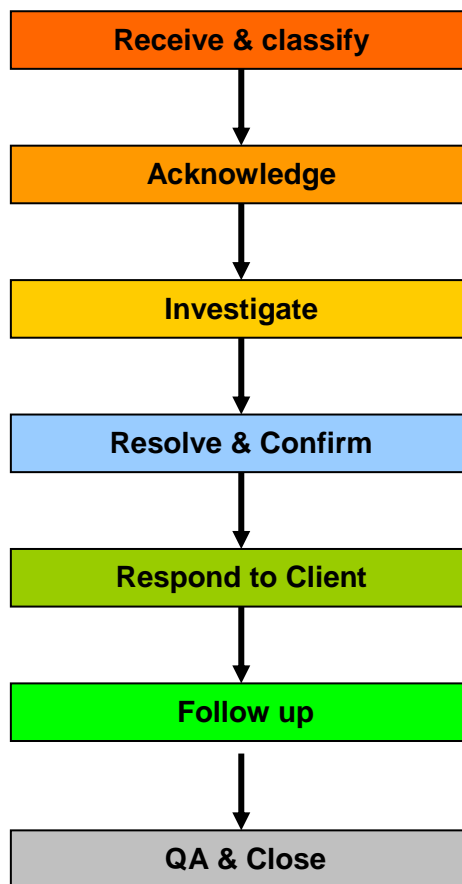 Receive & classify
Acknowledge
Investigate
Resolve & Confirm
Respond to Client
Follow up
QA & Close